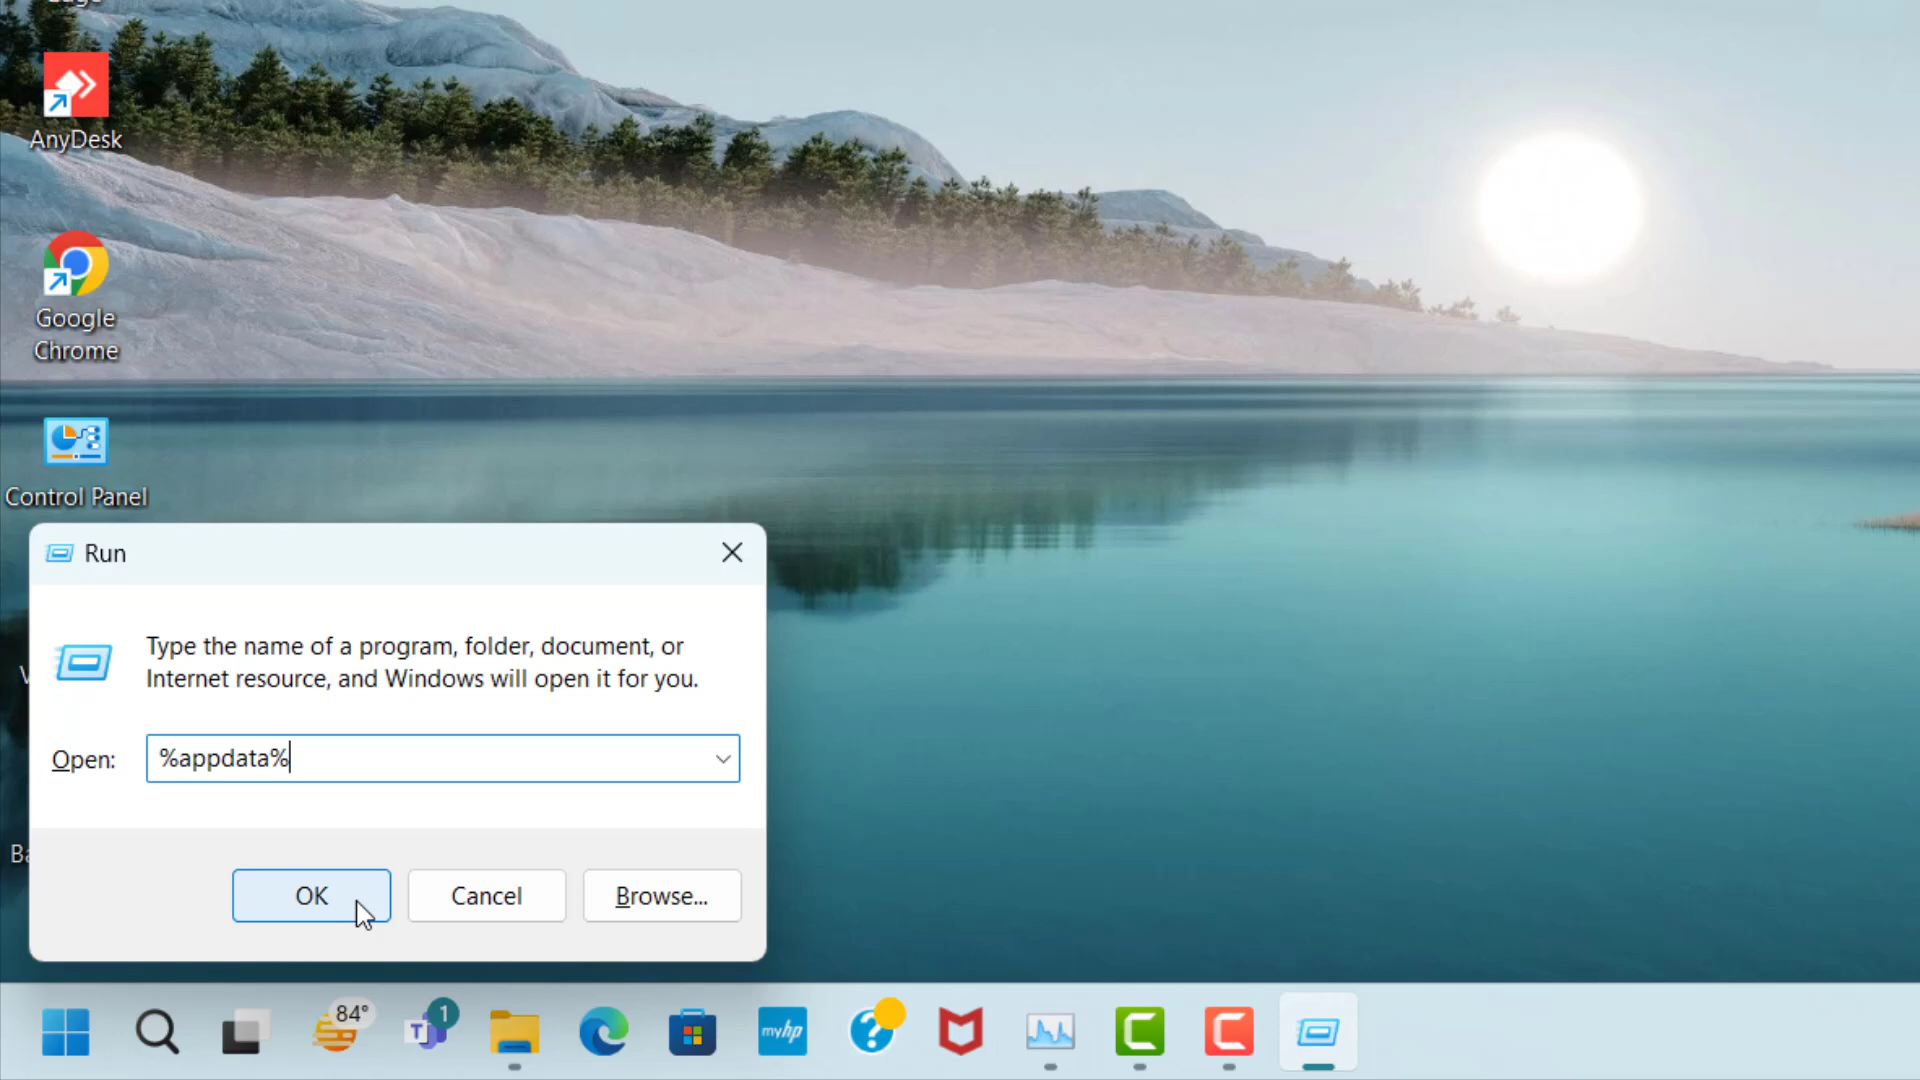 AnyDesk
Google
Chrome
Control Panel
Run
Type the name of a program, folder, document, or
Internet resource, and Windows will open it for you.
Open:
%appdata%
OK
Cancel
Browse...
84°
1
T
myhp
?